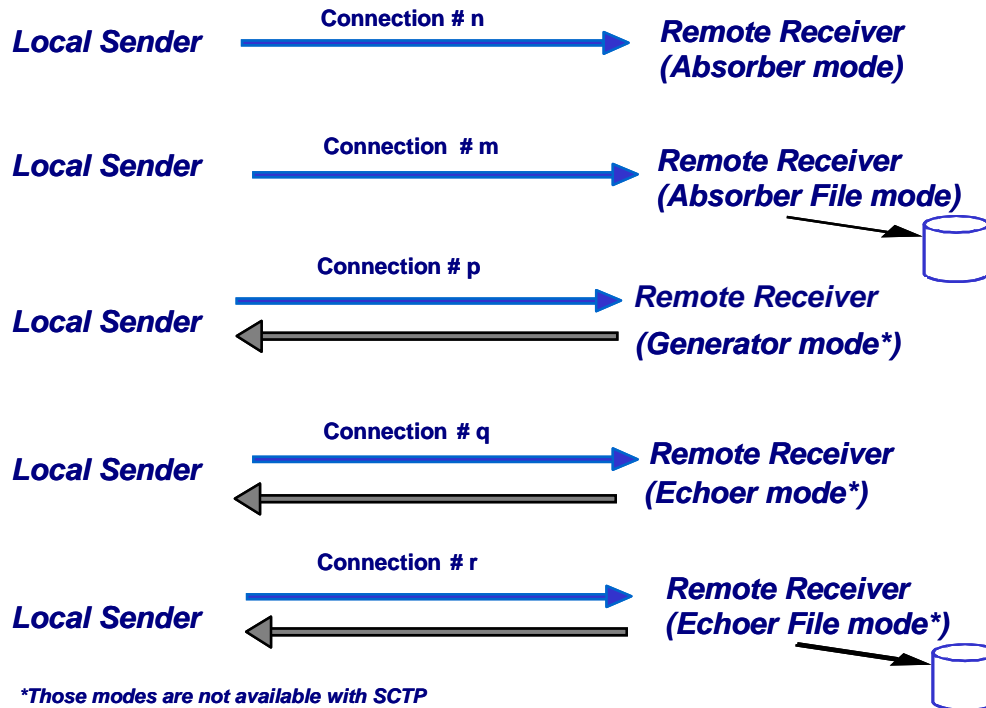 Connection # n
Local Sender
Remote Receiver
(Absorber mode)
Connection # m
Local Sender
Remote Receiver
(Absorber File mode)
Connection # p
Local Sender
Remote Receiver
(Generator mode*)
Connection # q
Local Sender
Remote Receiver
(Echoer mode*)
Connection # r
Local Sender
Remote Receiver
(Echoer File mode*)
*Those modes are not available with SCTP